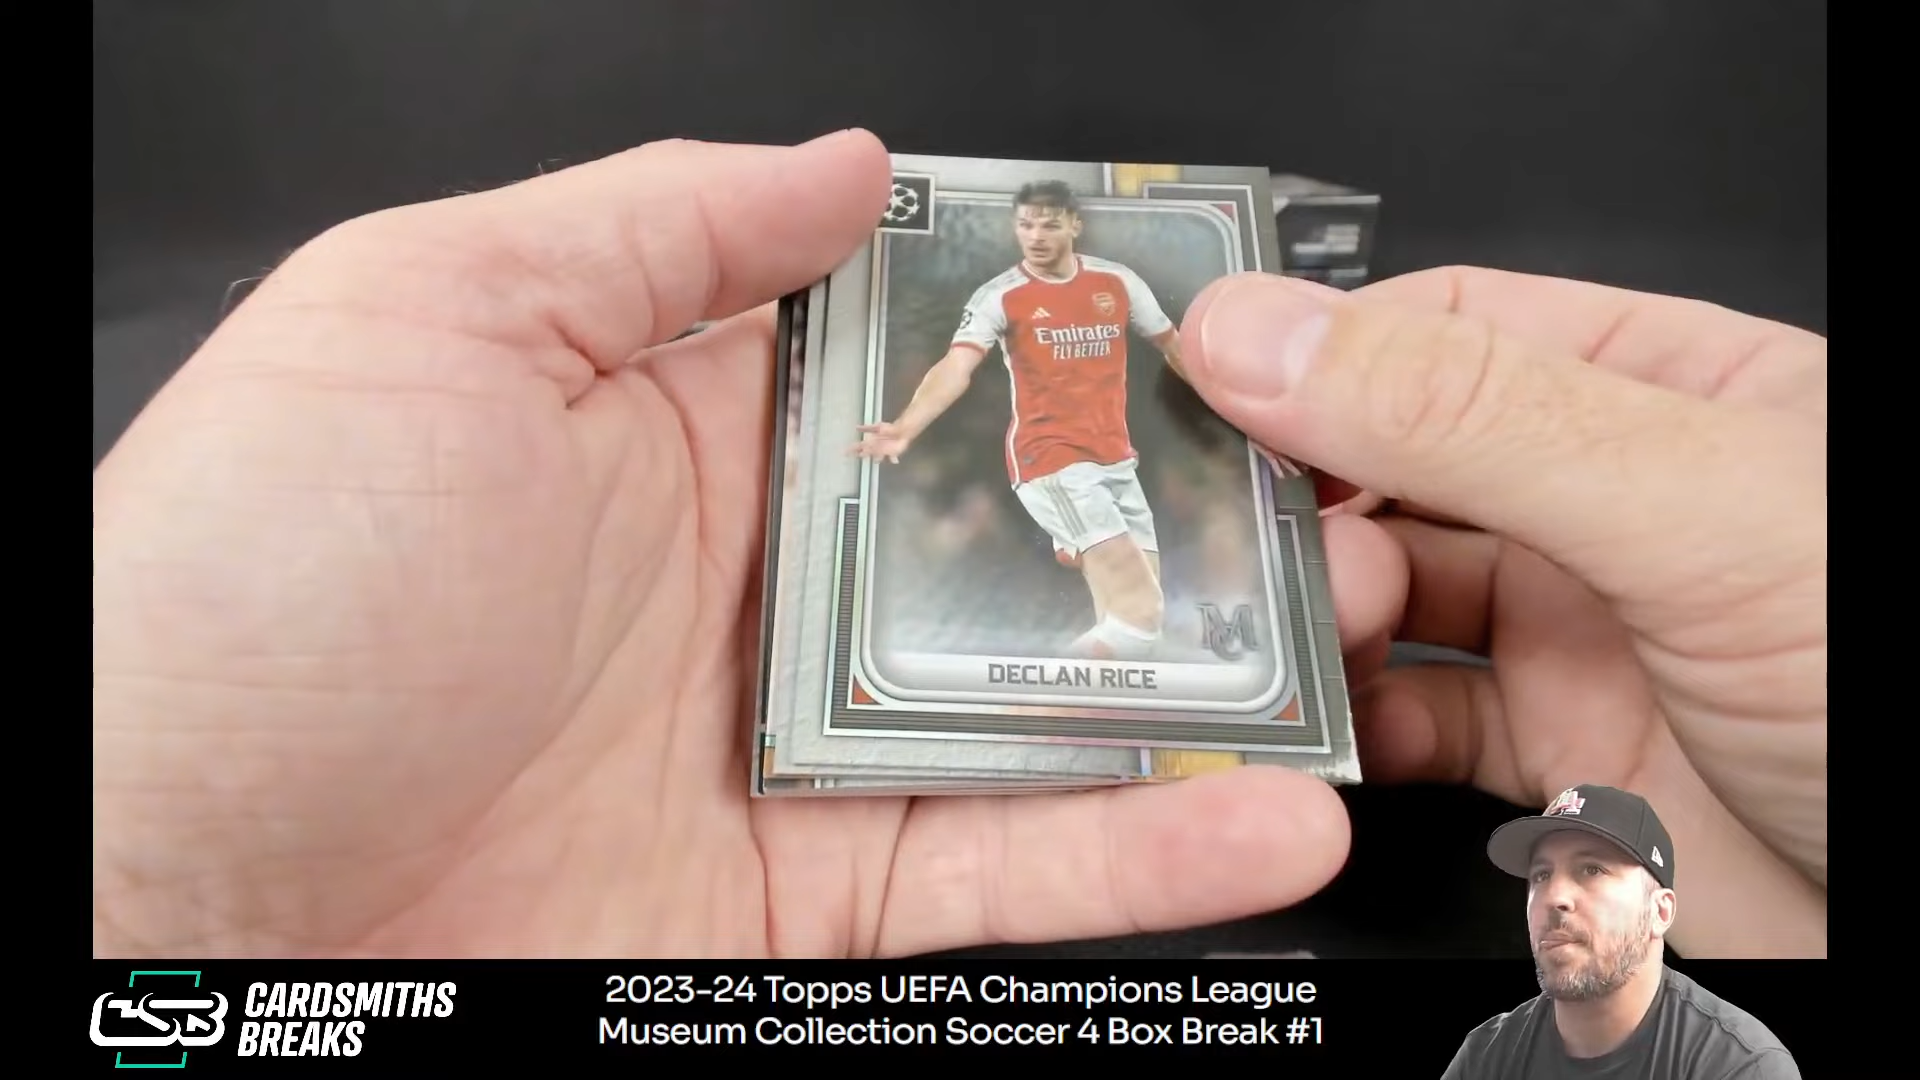 Emirates
FLY BETTER
M
DECLAN RICE
CSB
CARDSMITHS
BREAKS
2023-24 Topps UEFA Champions League
Museum Collection Soccer 4 Box Break #1